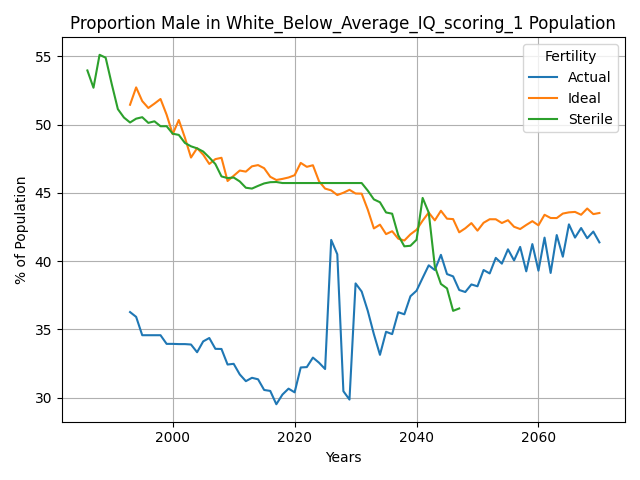 Proportion Male in White_Below_Average_IQ_scoring_1 Population
Fertility
Actual
Ideal
Sterile
% of Population
55
50
45
40
35
30
2000
2020
2040
2060
Years